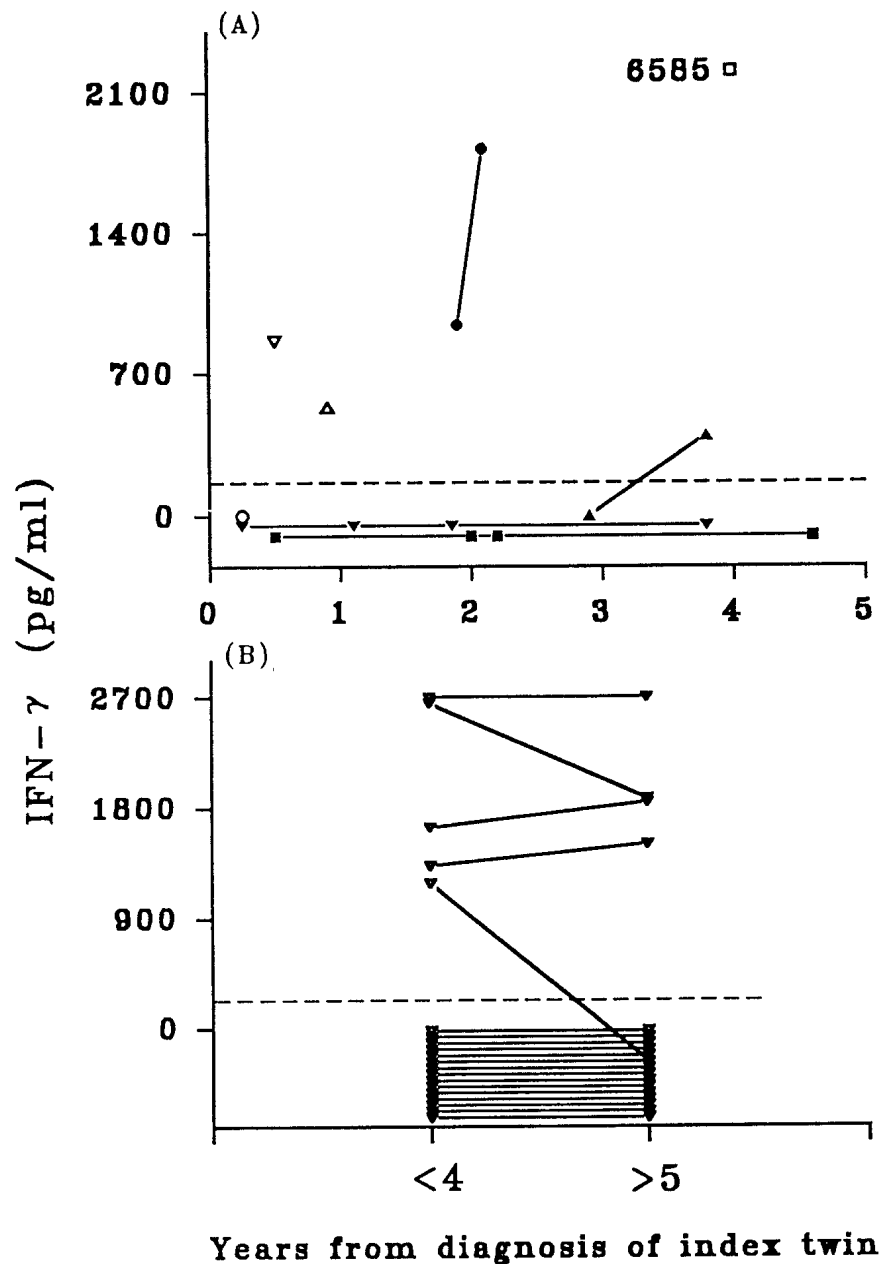 (A)
6585
2100
1400
700
0
0 1 2 3 4 5
IFN-γ (pg/ml)
(B)
2700
1800
900
0
<4 >5
Years from diagnosis of index twin